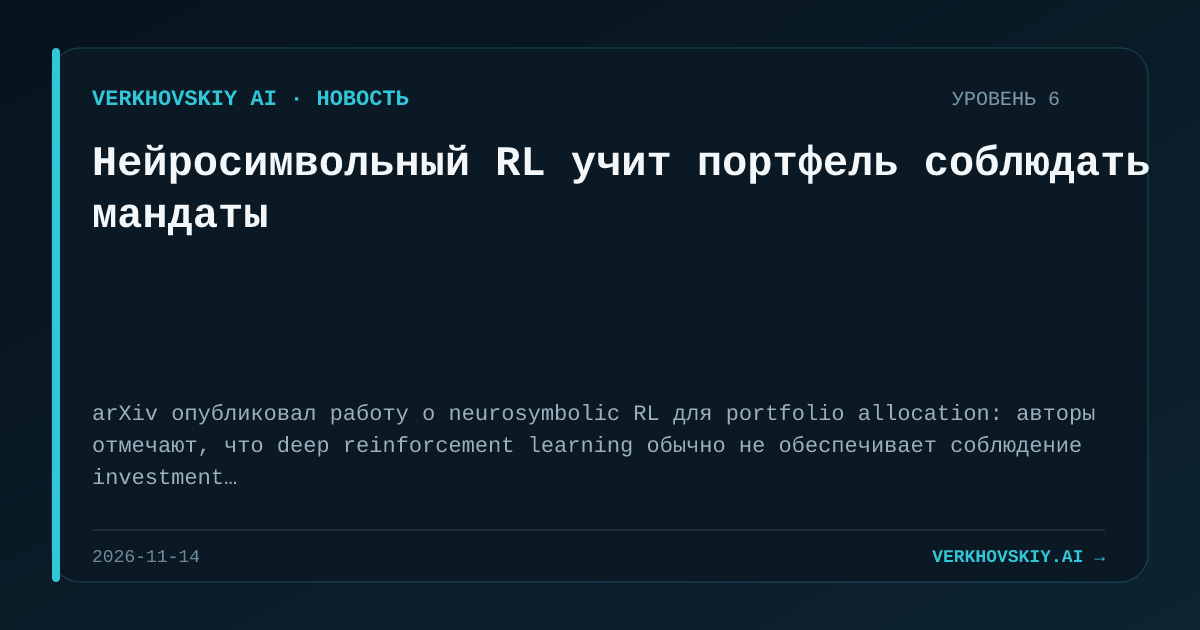 VERKHOVSKIY AI · НОВОСТЬ
УРОВЕНЬ 6
Нейросимвольный RL учит портфель соблюдать
мандаты
arXiv опубликовал работу о neurosymbolic RL для portfolio allocation: авторы
отмечают, что deep reinforcement learning обычно не обеспечивает соблюдение
investment…
2026-11-14
VERKHOVSKIY.AI →